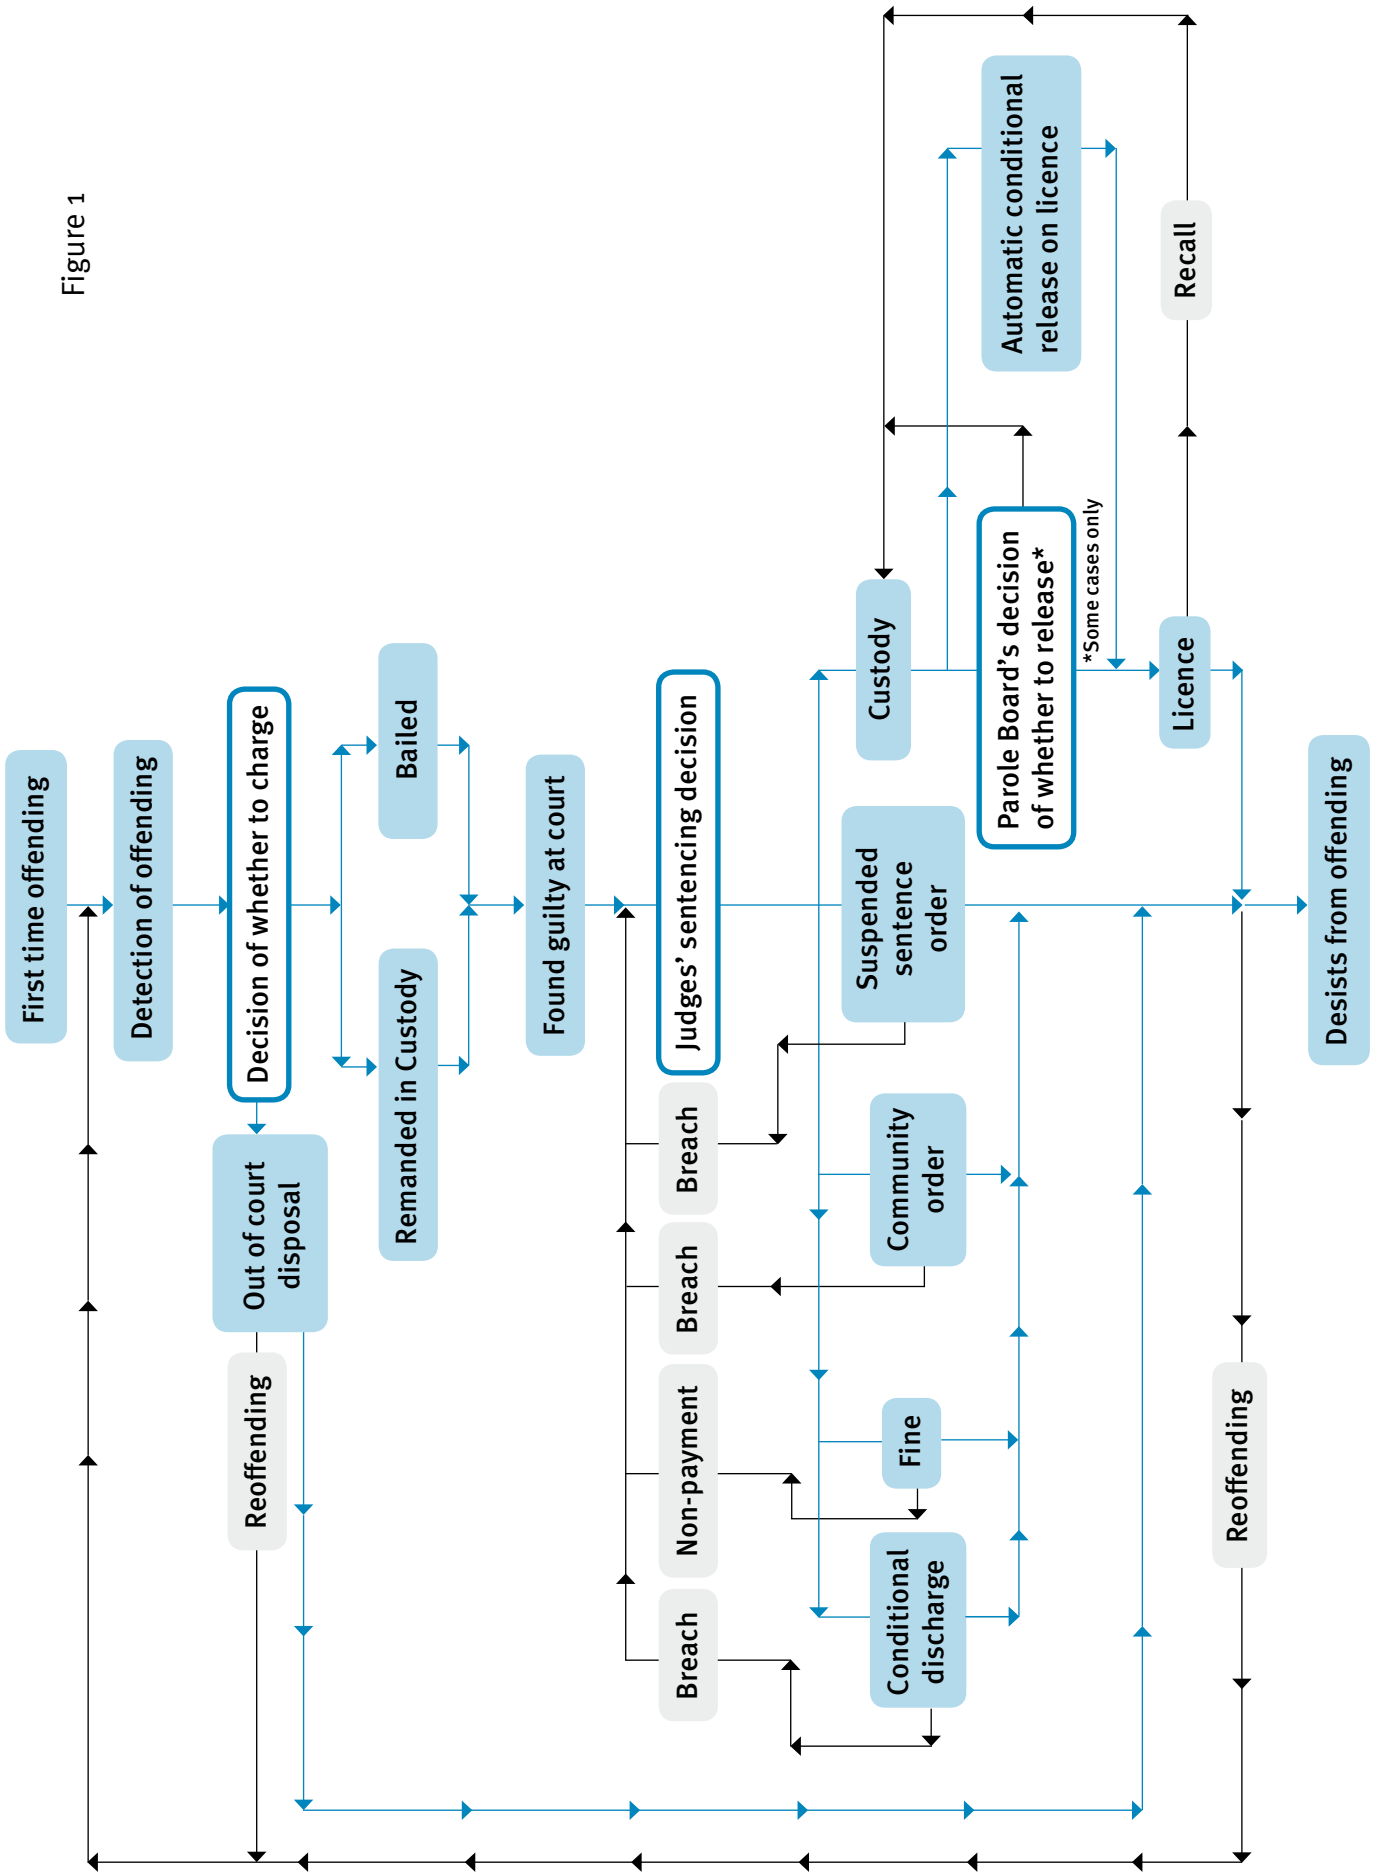 Figure 1
First time offending
Detection of offending
Decision of whether to charge
Out of court
disposal
Reoffending
Remanded in Custody
Bailed
Found guilty at court
Judges’ sentencing decision
Breach
Non-payment
Breach
Breach
Conditional
discharge
Fine
Community
order
Suspended
sentence
order
Custody
Parole Board’s decision
of whether to release*
*Some cases only
Automatic conditional
release on licence
Licence
Recall
Reoffending
Desists from offending